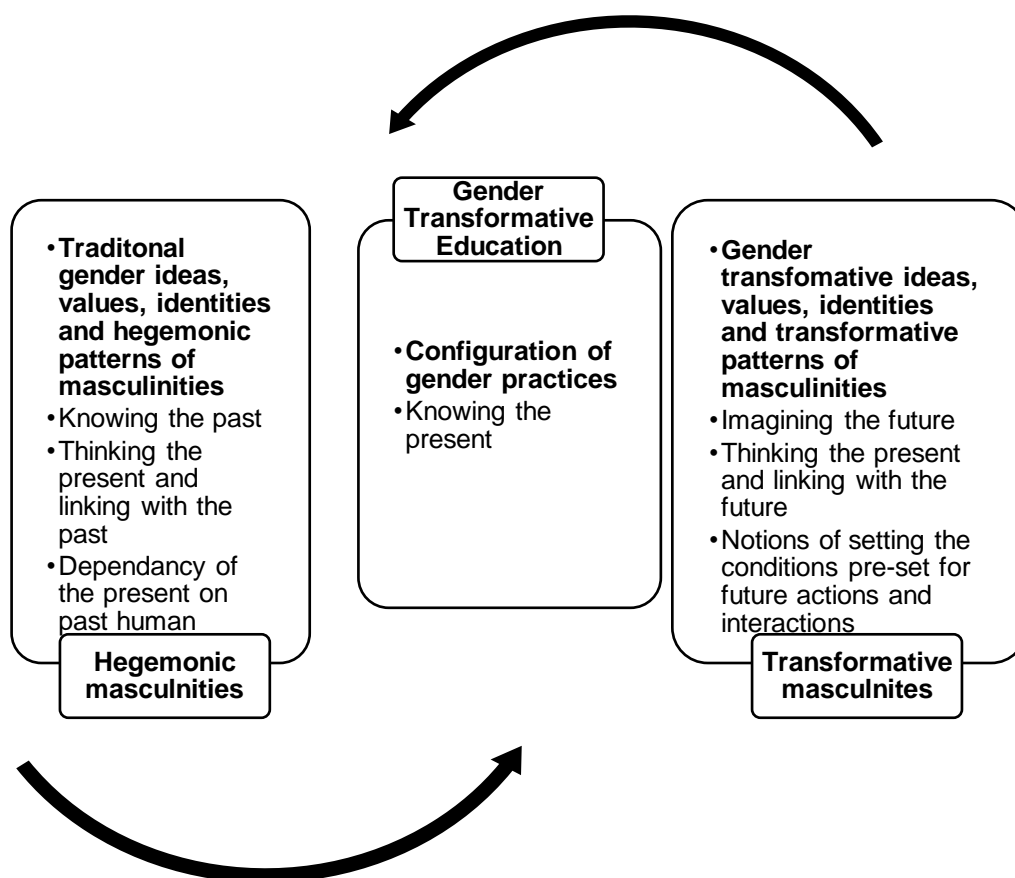 •Traditonal
gender ideas,
values, identities
and hegemonic
patterns of
masculinities
•Knowing the past
•Thinking the
present and
linking with the
past
•Dependancy of
the present on
past human
Hegemonic
masculnities
Gender
Transformative
Education
•Configuration of
gender practices
•Knowing the
present
•Gender
transfomative ideas,
values, identities
and transformative
patterns of
masculinities
•Imagining the future
•Thinking the present
and linking with the
future
•Notions of setting the
conditions pre-set for
future actions and
interactions
Transformative
masculnites